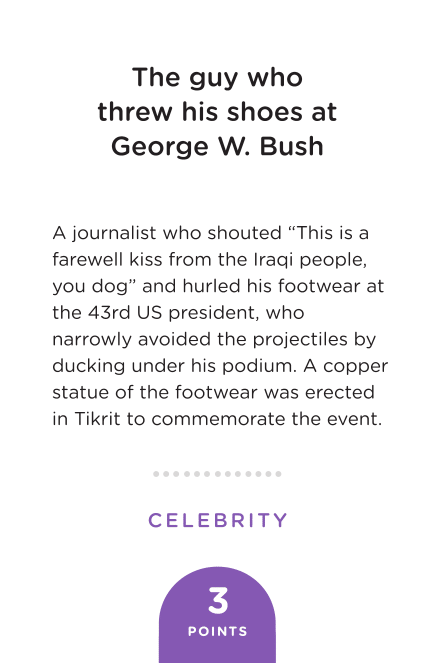 The guy who
threw his shoes at
George W. Bush
A journalist who shouted “This is a
farewell kiss from the Iraqi people,
you dog” and hurled his footwear at
the 43rd US president, who
narrowly avoided the projectiles by
ducking under his podium. A copper
statue of the footwear was erected
in Tikrit to commemorate the event.
CELEBRITY
3
POINTS